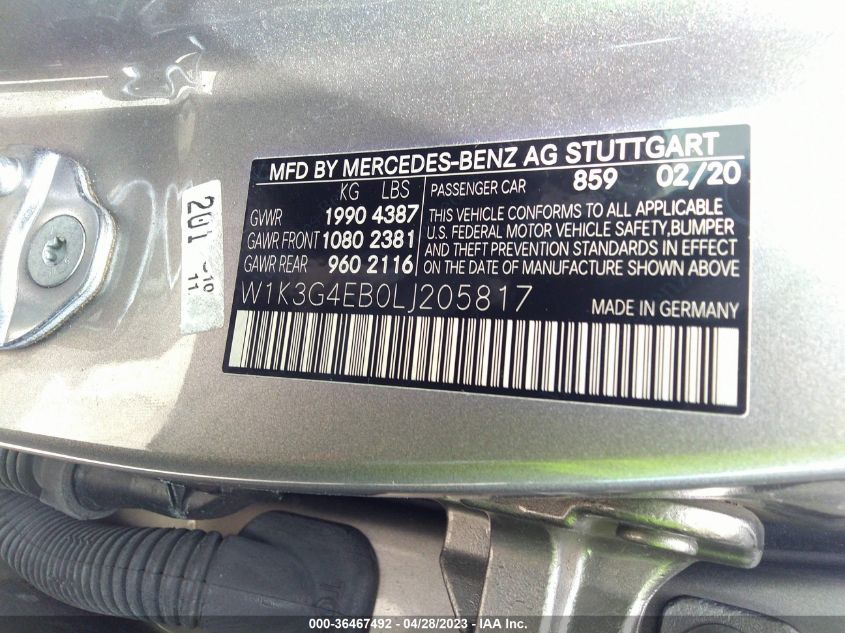 MFD BY MERCEDES-BENZ AG STUTTGART
KG LBS
GVWR 1990 4387
GAWR FRONT 1080 2381
GAWR REAR 960 2116
PASSENGER CAR 859 02/20
THIS VEHICLE CONFORMS TO ALL APPLICABLE
U.S. FEDERAL MOTOR VEHICLE SAFETY,BUMPER
AND THEFT PREVENTION STANDARDS IN EFFECT
ON THE DATE OF MANUFACTURE SHOWN ABOVE
W1K3G4EB0LJ205817
MADE IN GERMANY
201
-10
11
000-36467492 - 04/28/2023 - IAA Inc.